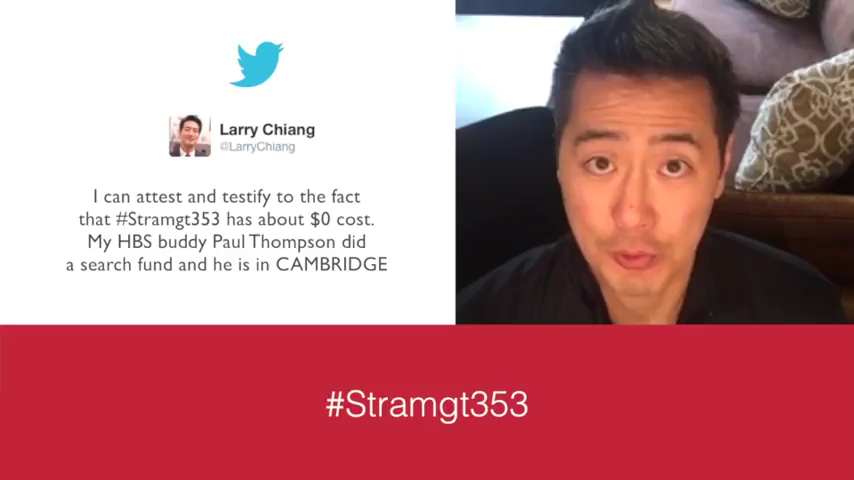 Larry Chiang
@LarryChiang
I can attest and testify to the fact
that #Stramgt353 has about $0 cost.
My HBS buddy Paul Thompson did
a search fund and he is in CAMBRIDGE
#Stramgt353